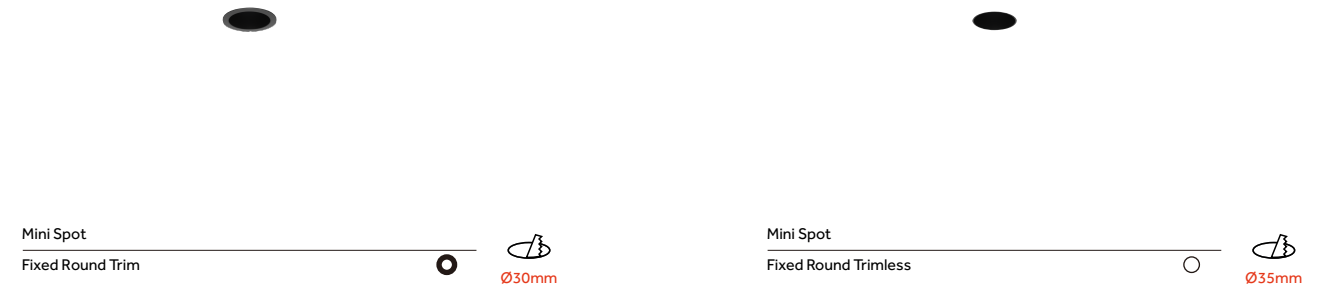 Mini Spot
Fixed Round Trim
Ø30mm
Mini Spot
Fixed Round Trimless
Ø35mm